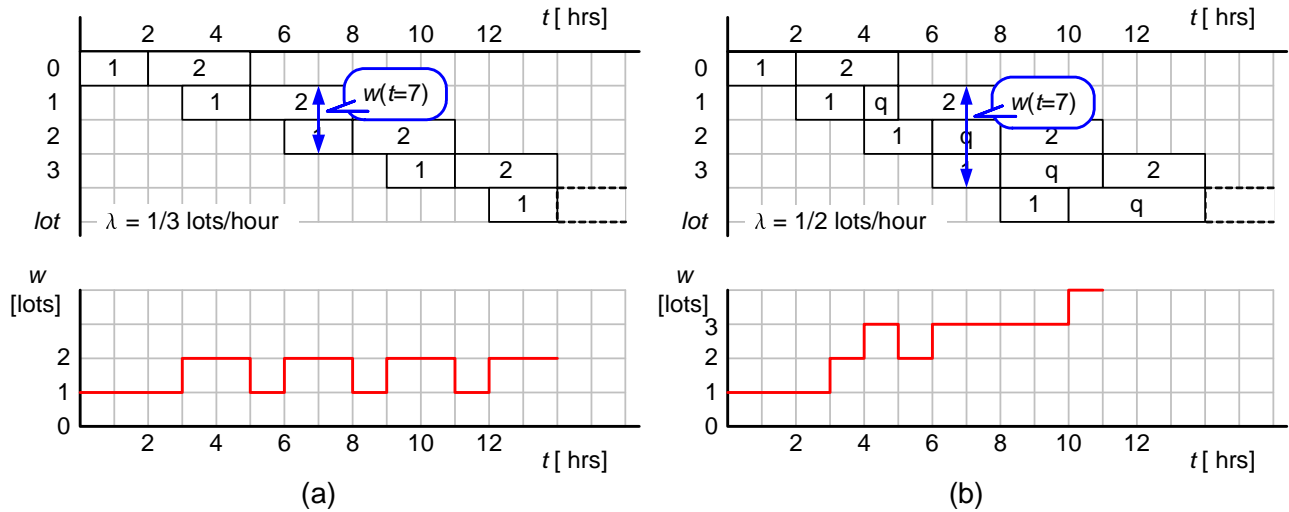 t [ hrs]
2 4 6 8 10 12
0 1 2
1 1 2 w(t=7)
2 1 2
3 1 2
1
lot λ = 1/3 lots/hour
w
[lots]
2
1
0
2 4 6 8 10 12
t [ hrs]
(a)
t [ hrs]
2 4 6 8 10 12
0 1 2
1 1 q 2 w(t=7)
2 1 q 2
3 1 q 2
1 q
lot λ = 1/2 lots/hour
w
[lots]
3
2
1
0
2 4 6 8 10 12
t [ hrs]
(b)